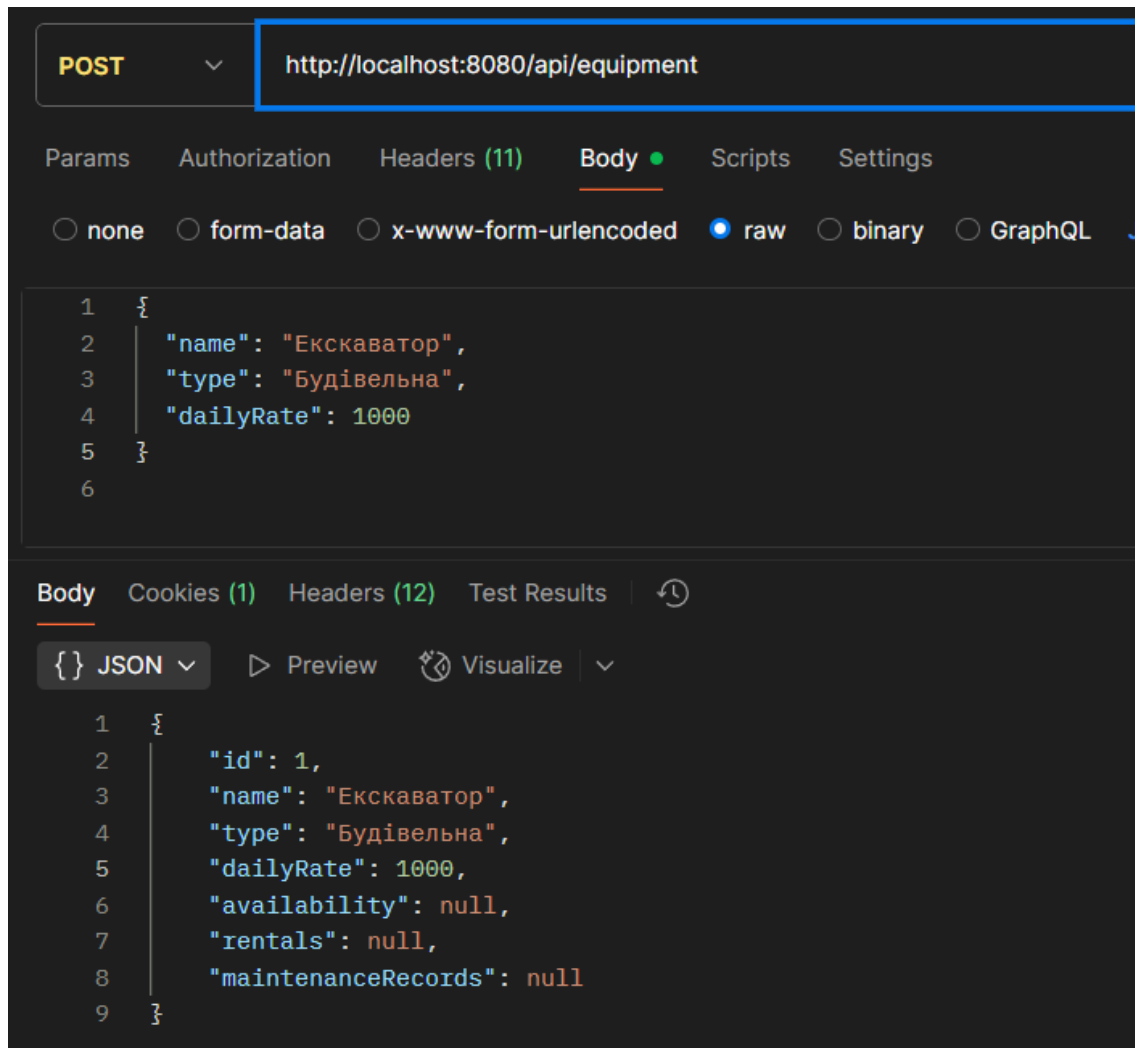 POST http://localhost:8080/api/equipment
Params Authorization Headers (11) Body Scripts Settings
none form-data x-www-form-urlencoded raw binary GraphQL
1 {
2 "name": "Екскаватор",
3 "type": "Будівельна",
4 "dailyRate": 1000
5 }
6
Body Cookies (1) Headers (12) Test Results
{} JSON Preview Visualize
1 {
2 "id": 1,
3 "name": "Екскаватор",
4 "type": "Будівельна",
5 "dailyRate": 1000,
6 "availability": null,
7 "rentals": null,
8 "maintenanceRecords": null
9 }